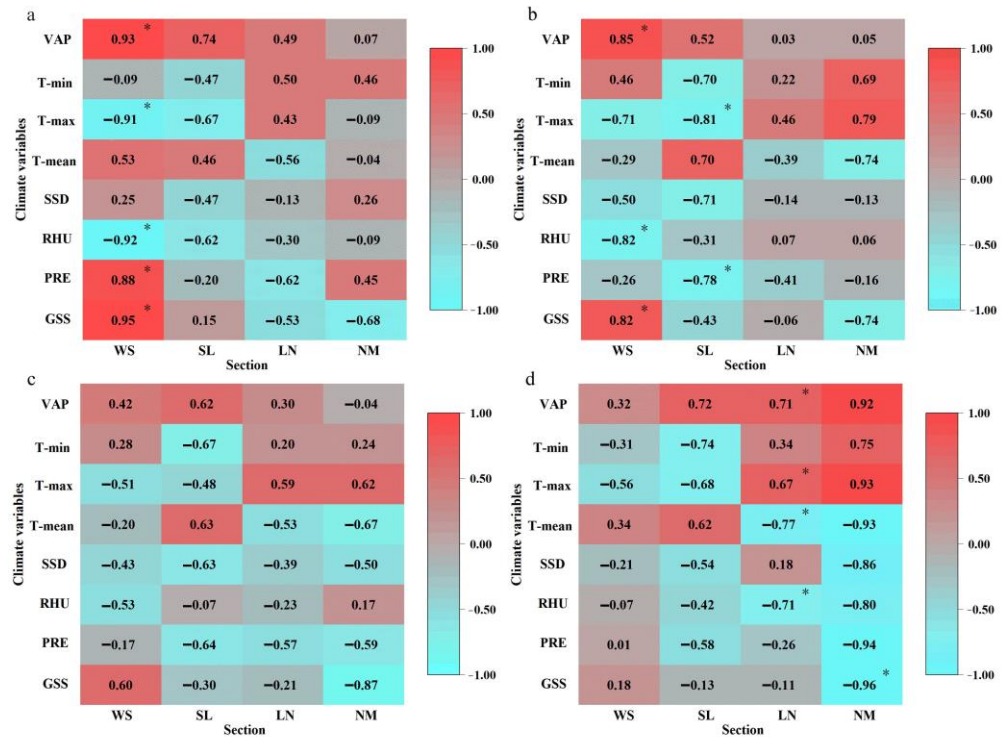 a
Climate variables
VAP 0.93 * 0.74 0.49 0.07
T-min −0.09 −0.47 0.50 0.46
T-max −0.91 * −0.67 0.43 −0.09
T-mean 0.53 0.46 −0.56 −0.04
SSD 0.25 −0.47 −0.13 0.26
RHU −0.92 * −0.62 −0.30 −0.09
PRE 0.88 * −0.20 −0.62 0.45
GSS 0.95 * 0.15 −0.53 −0.68
WS SL LN NM
Section
1.00
0.50
0.00
−0.50
−1.00
b
Climate variables
VAP 0.85 * 0.52 0.03 0.05
T-min 0.46 −0.70 0.22 0.69
T-max −0.71 −0.81 * 0.46 0.79
T-mean −0.29 0.70 −0.39 −0.74
SSD −0.50 −0.71 −0.14 −0.13
RHU −0.82 * −0.31 0.07 0.06
PRE −0.26 −0.78 * −0.41 −0.16
GSS 0.82 * −0.43 −0.06 −0.74
WS SL LN NM
Section
1.00
0.50
0.00
−0.50
−1.00
c
Climate variables
VAP 0.42 0.62 0.30 −0.04
T-min 0.28 −0.67 0.20 0.24
T-max −0.51 −0.48 0.59 0.62
T-mean −0.20 0.63 −0.53 −0.67
SSD −0.43 −0.63 −0.39 −0.50
RHU −0.53 −0.07 −0.23 0.17
PRE −0.17 −0.64 −0.57 −0.59
GSS 0.60 −0.30 −0.21 −0.87
WS SL LN NM
Section
1.00
0.50
0.00
−0.50
−1.00
d
Climate variables
VAP 0.32 0.72 0.71 * 0.92
T-min −0.31 −0.74 0.34 0.75
T-max −0.56 −0.68 0.67 * 0.93
T-mean 0.34 0.62 −0.77 * −0.93
SSD −0.21 −0.54 0.18 −0.86
RHU −0.07 −0.42 −0.71 * −0.80
PRE 0.01 −0.58 −0.26 −0.94
GSS 0.18 −0.13 −0.11 −0.96 *
WS SL LN NM
Section
1.00
0.50
0.00
−0.50
−1.00